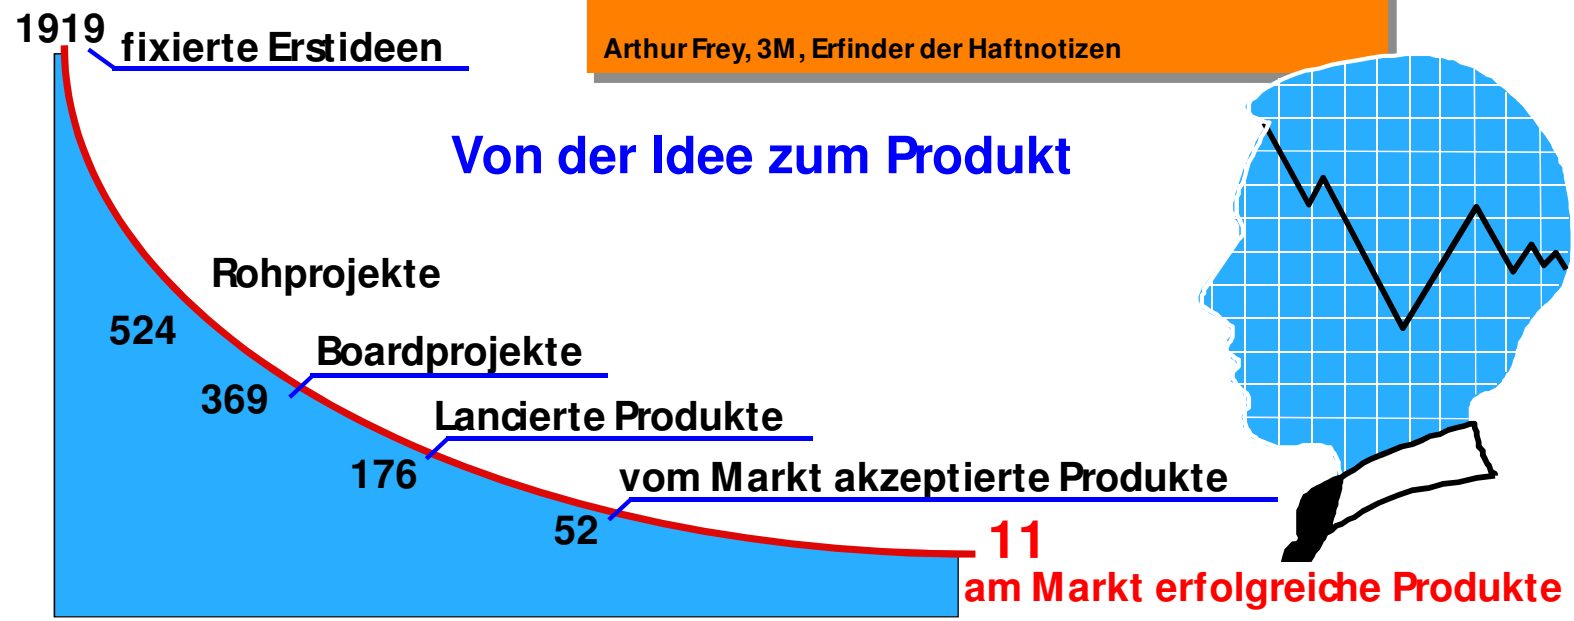 1919
fixierte Erstideen
Arthur Frey, 3M, Erfinder der Haftnotizen
Von der Idee zum Produkt
Rohprojekte
524
Boardprojekte
369
Lancierte Produkte
176
vom Markt akzeptierte Produkte
52
11
am Markt erfolgreiche Produkte